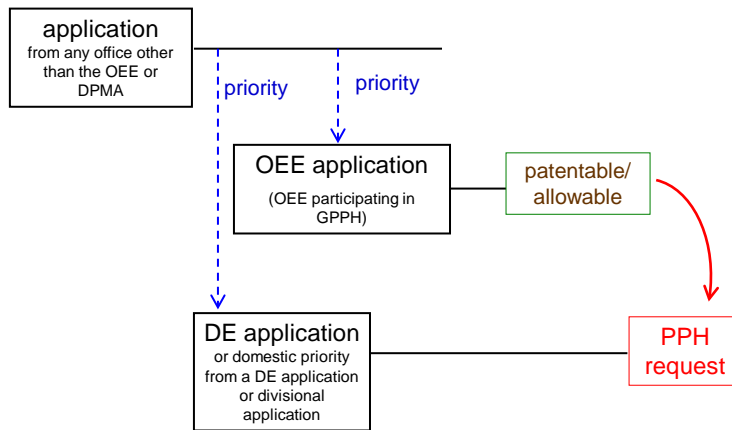 application
from any office other
than the OEE or
DPMA
priority
priority
OEE application
(OEE participating in
GPPH)
patentable/
allowable
DE application
or domestic priority
from a DE application
or divisional
application
PPH
request